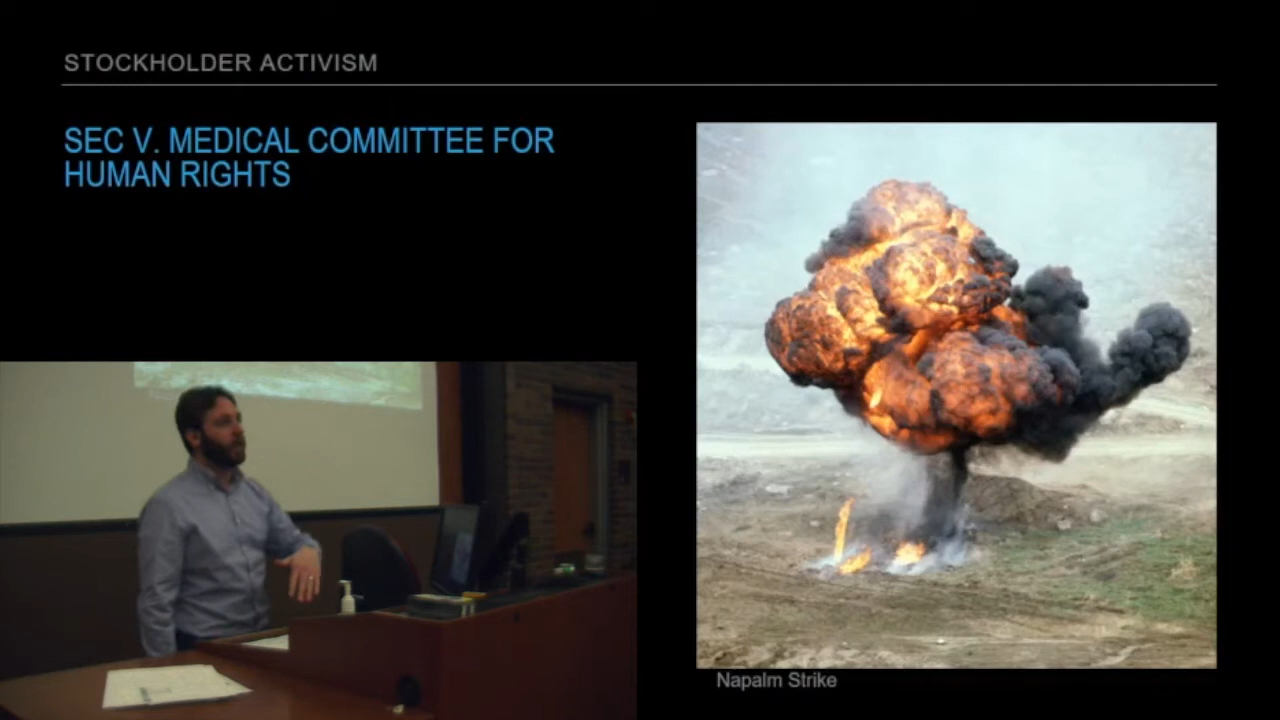 STOCKHOLDER ACTIVISM
SEC V. MEDICAL COMMITTEE FOR
HUMAN RIGHTS
Napalm Strike